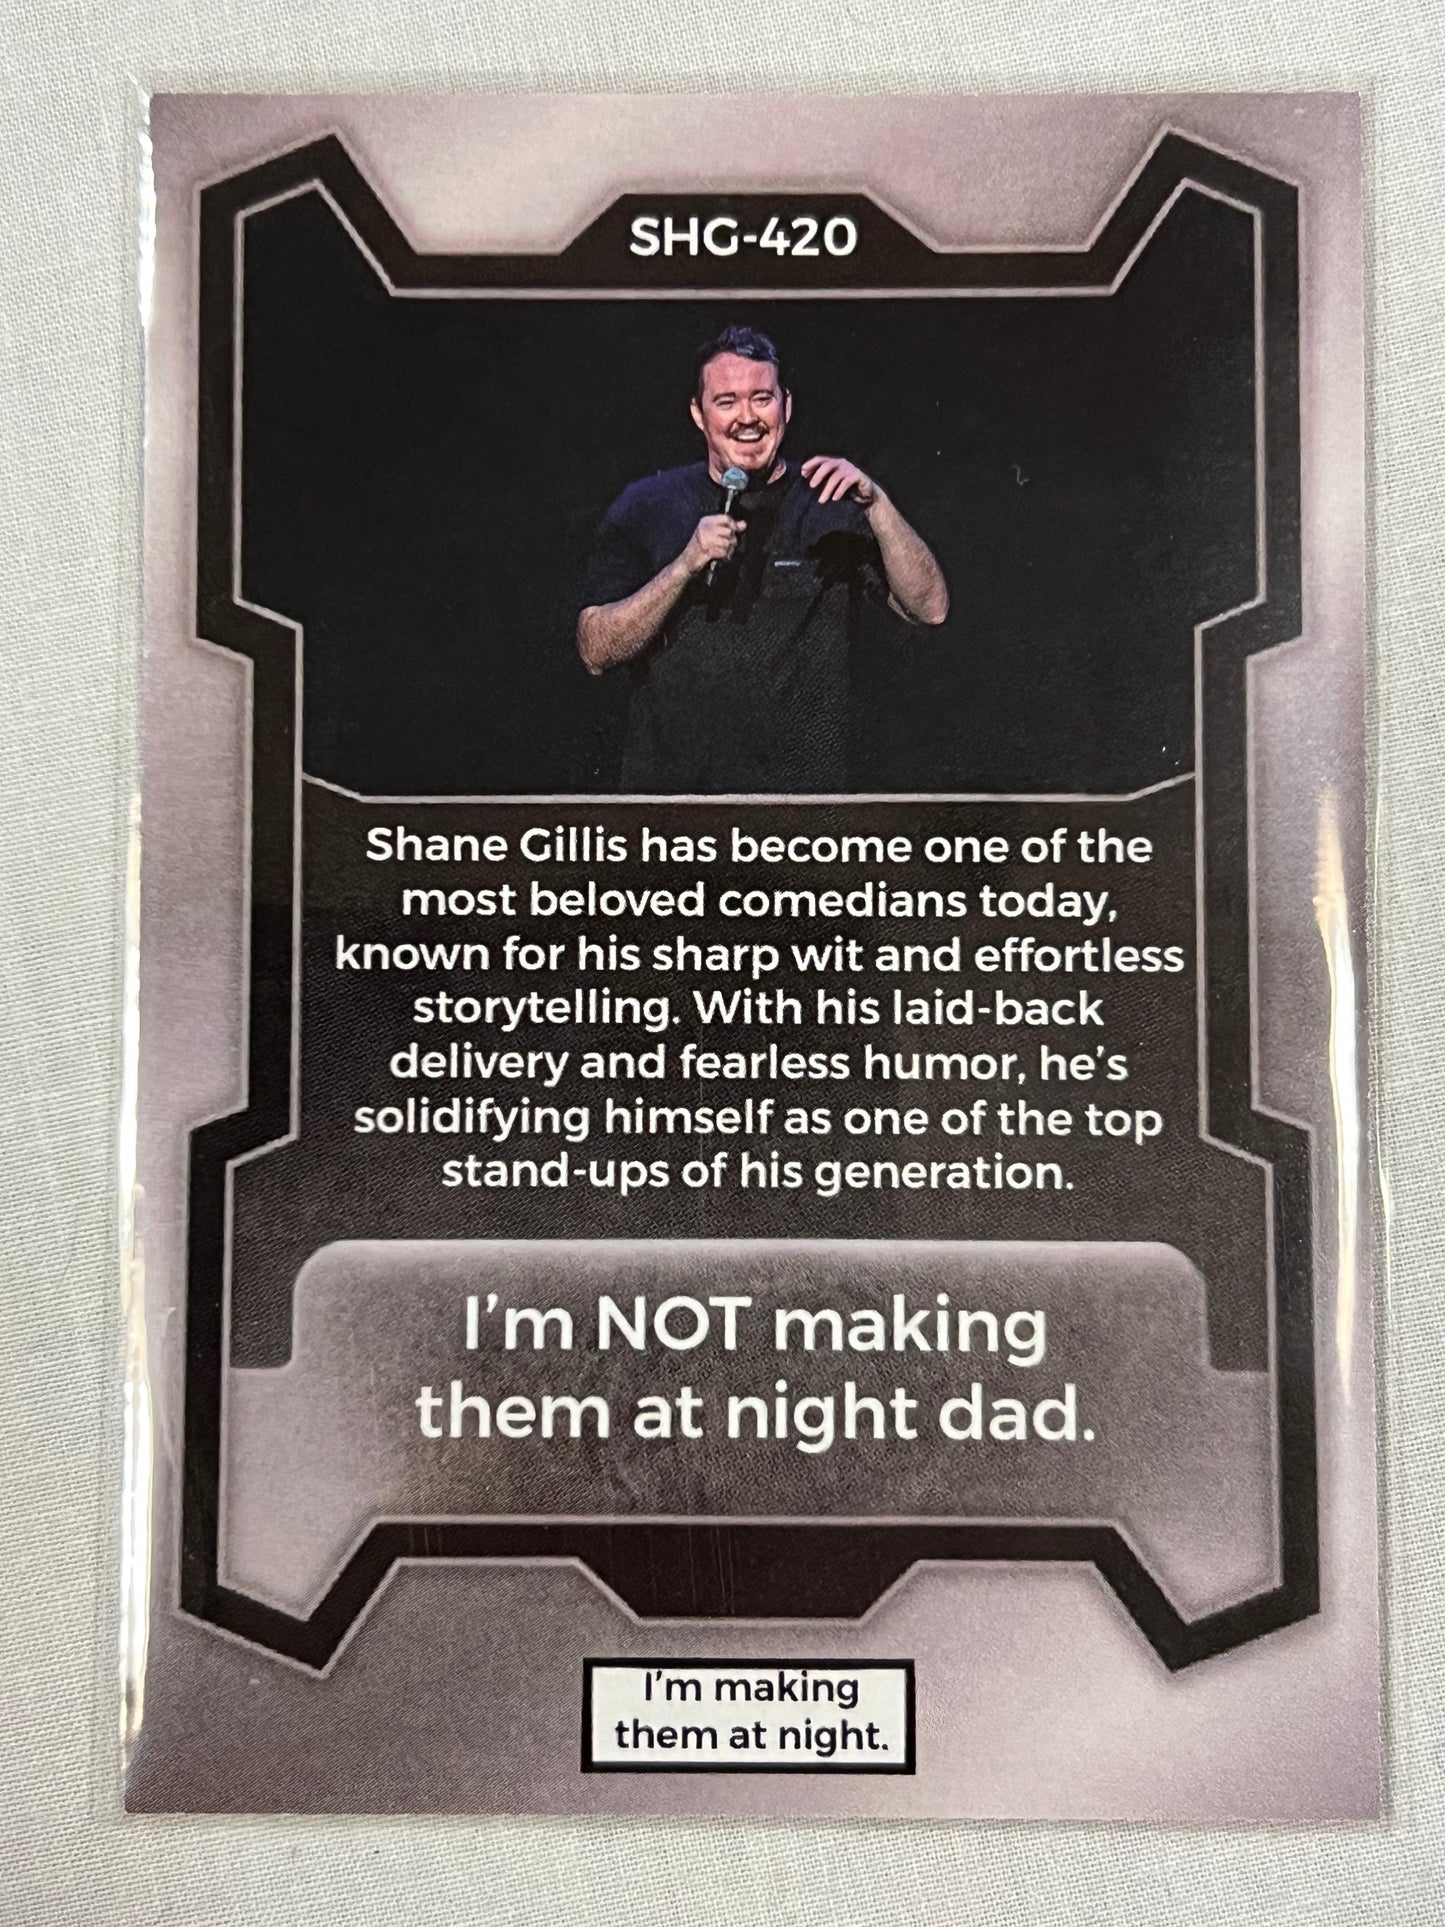 SHG-420
Shane Gillis has become one of the
most beloved comedians today,
known for his sharp wit and effortless
storytelling. With his laid-back
delivery and fearless humor, he's
solidifying himself as one of the top
stand-ups of his generation.
I'm NOT making
them at night dad.
I'm making
them at night.